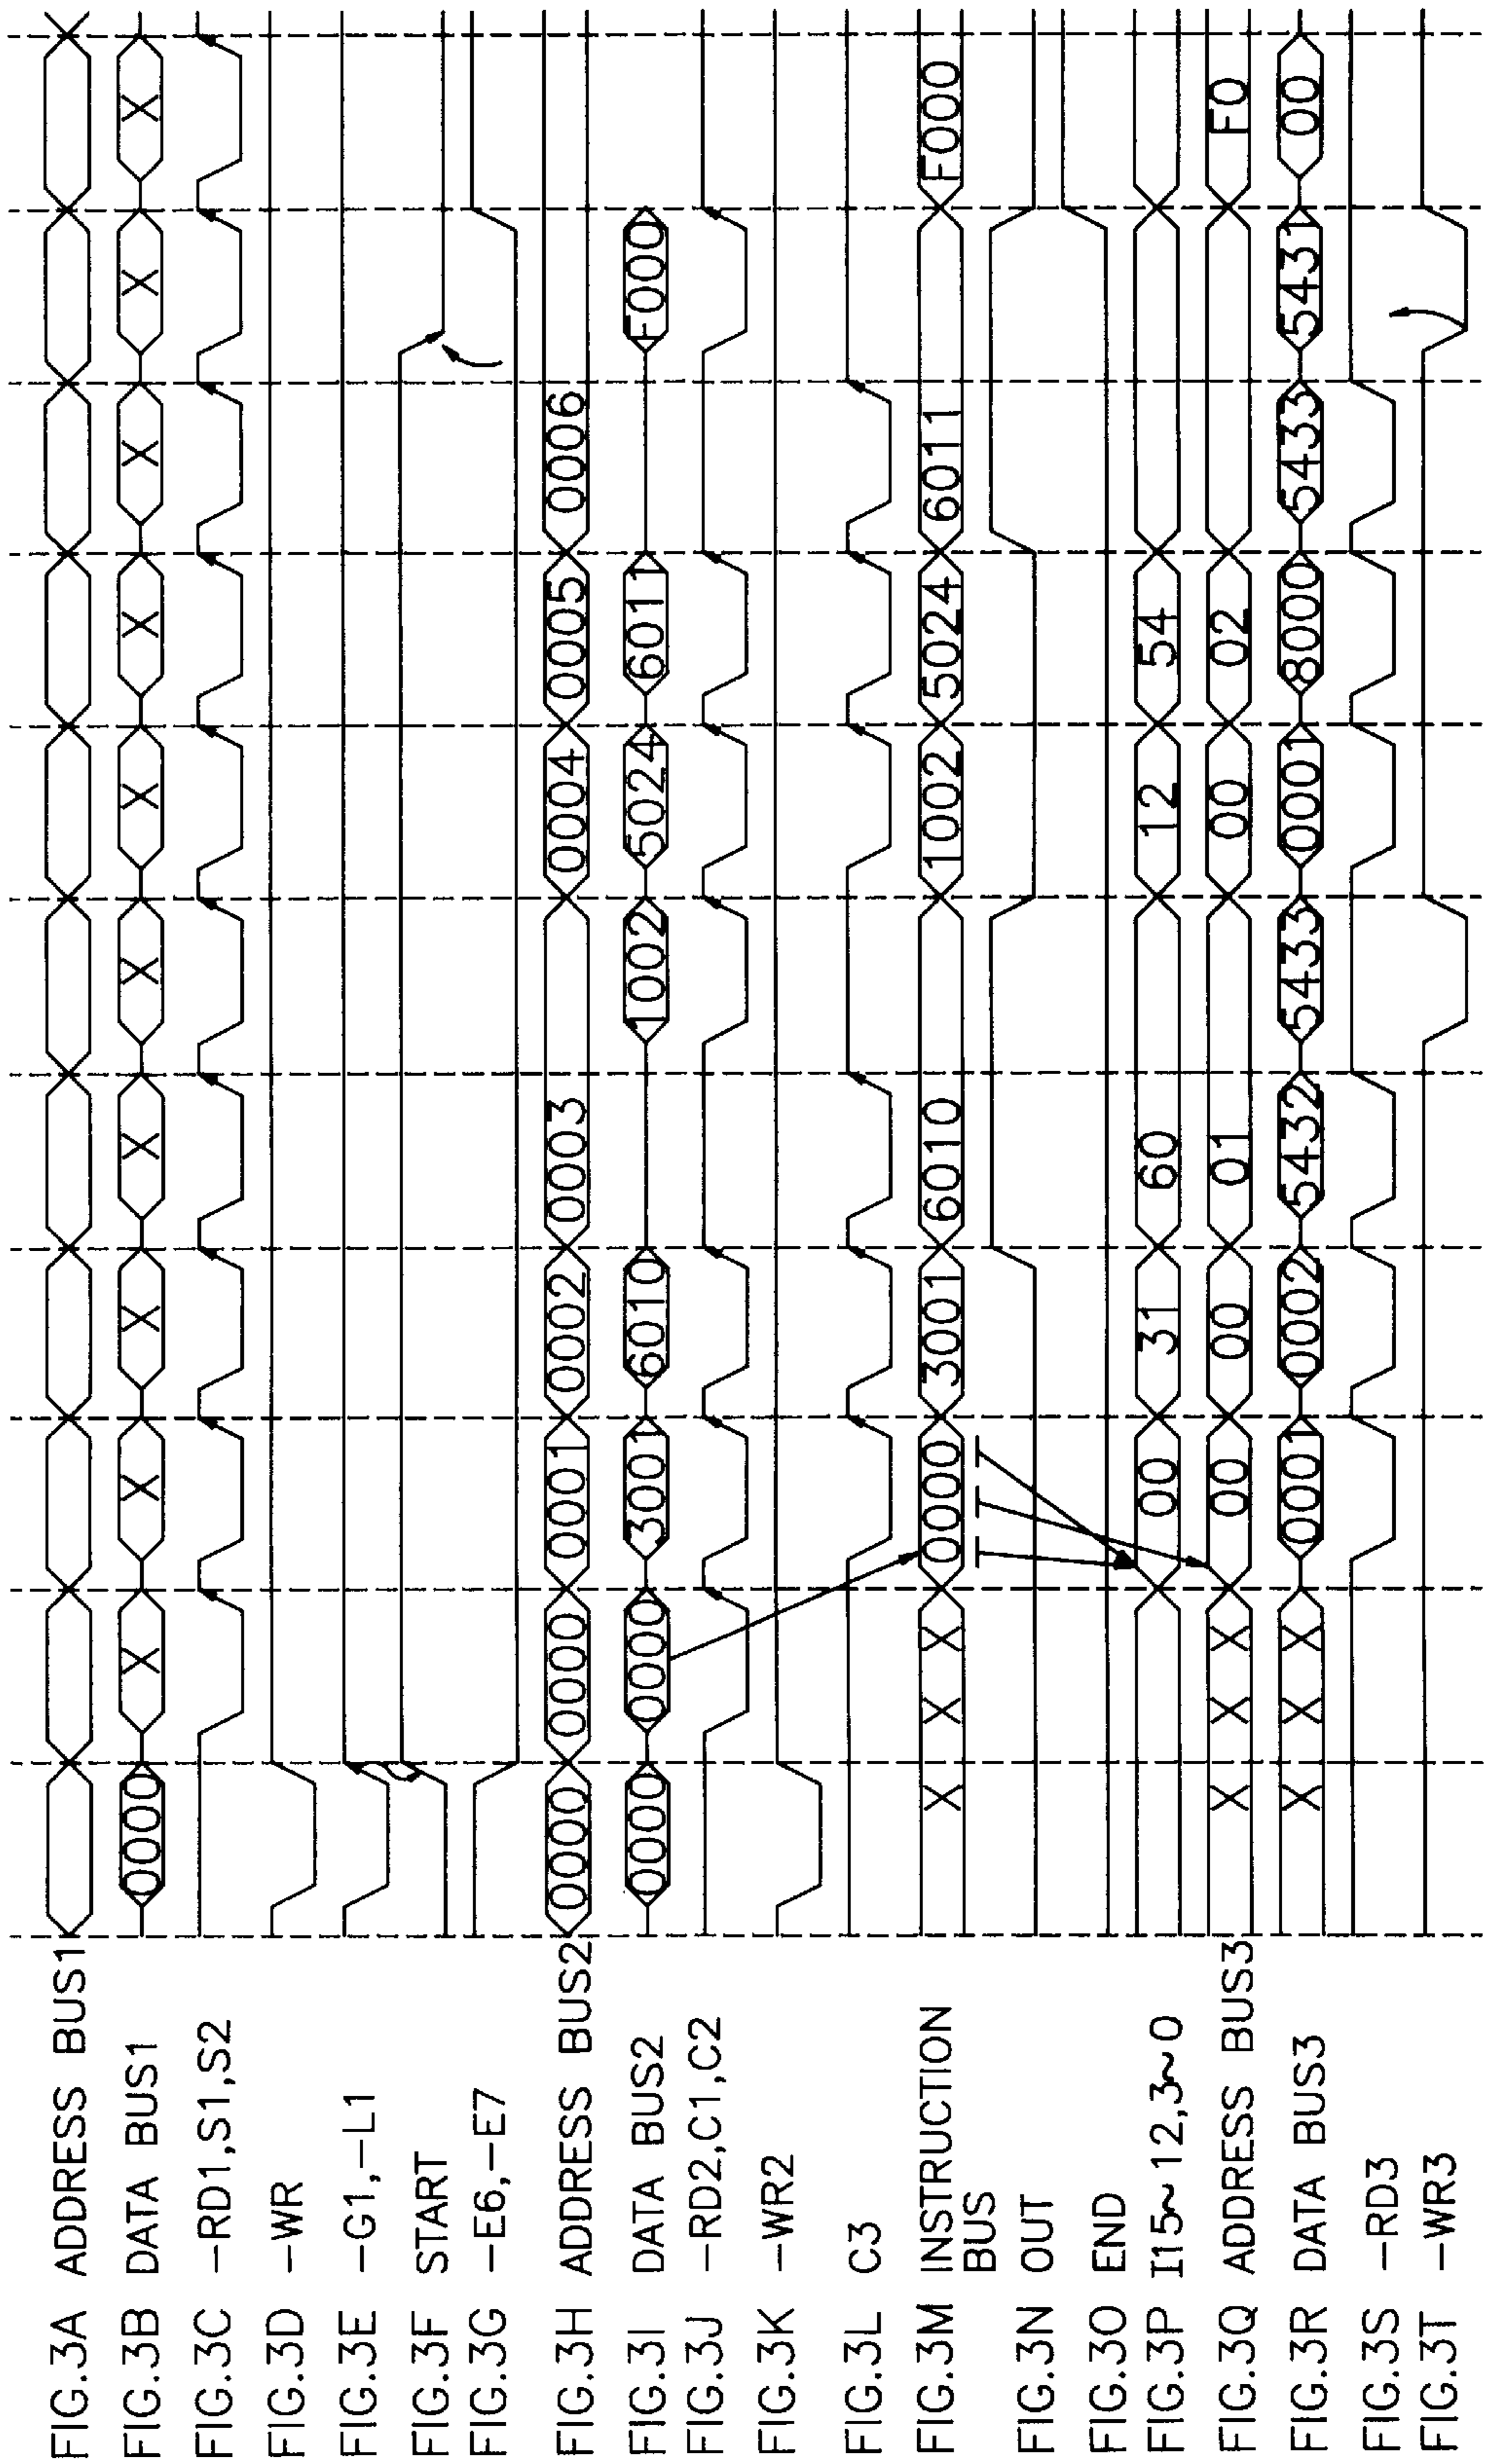 FIG.3A ADDRESS BUS1
FIG.3B DATA BUS1 0000 X X X X X X X X X X
FIG.3C −RD1,S1,S2
FIG.3D −WR
FIG.3E −G1,−L1
FIG.3F START
FIG.3G −E6,−E7
FIG.3H ADDRESS BUS2 0000 0000 0001 0002 0003 0004 0005 0006
FIG.3I DATA BUS2 0000 0000 3001 6010 1002 5024 6011 F000
FIG.3J −RD2,C1,C2
FIG.3K −WR2
FIG.3L C3
FIG.3M INSTRUCTION X X X 0000 3001 6010 1002 5024 6011 F000
BUS
FIG.3N OUT
FIG.3O END
FIG.3P I15~12,3~0 00 31 60 12 54
FIG.3Q ADDRESS BUS3 X X X 00 00 01 00 02 F0
FIG.3R DATA BUS3 X X X 0001 0002 5432 5433 0001 8000 5433 5431 00
FIG.3S −RD3
FIG.3T −WR3